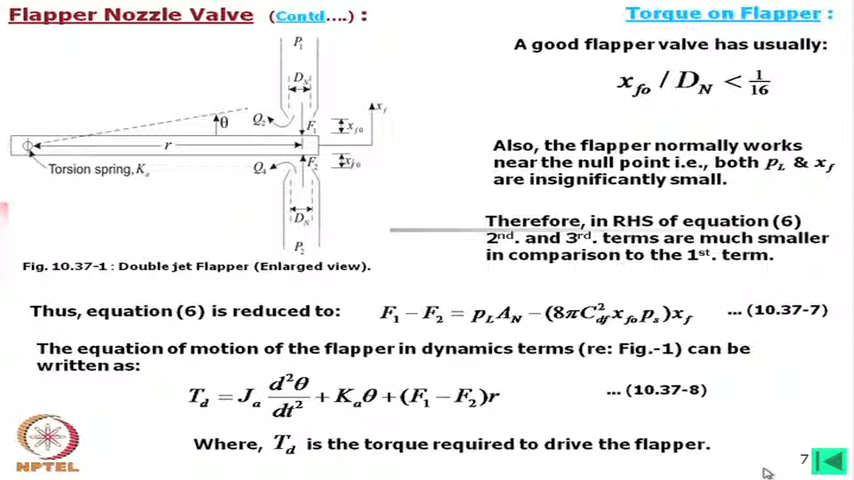 Flapper Nozzle Valve (Contd....) :
Torque on Flapper :
A good flapper valve has usually:
x_fo / D_N < 1/16
Also, the flapper normally works
near the null point i.e., both p_L & x_f
are insignificantly small.
Therefore, in RHS of equation (6)
2nd. and 3rd. terms are much smaller
in comparison to the 1st. term.
P₁
D_N
x_f
Q₂
F₁
x_f0
θ
r
F₂
x_f0
Q₄
Torsion spring, K_a
D_N
P₂
Fig. 10.37-1 : Double jet Flapper (Enlarged view).
Thus, equation (6) is reduced to: F₁ − F₂ = p_L A_N − (8πC²_df x_fo p_s)x_f ... (10.37-7)
The equation of motion of the flapper in dynamics terms (re: Fig.-1) can be
written as:
T_d = J_a d²θ/dt² + K_a θ + (F₁ − F₂)r ... (10.37-8)
Where, T_d is the torque required to drive the flapper.
NPTEL
7